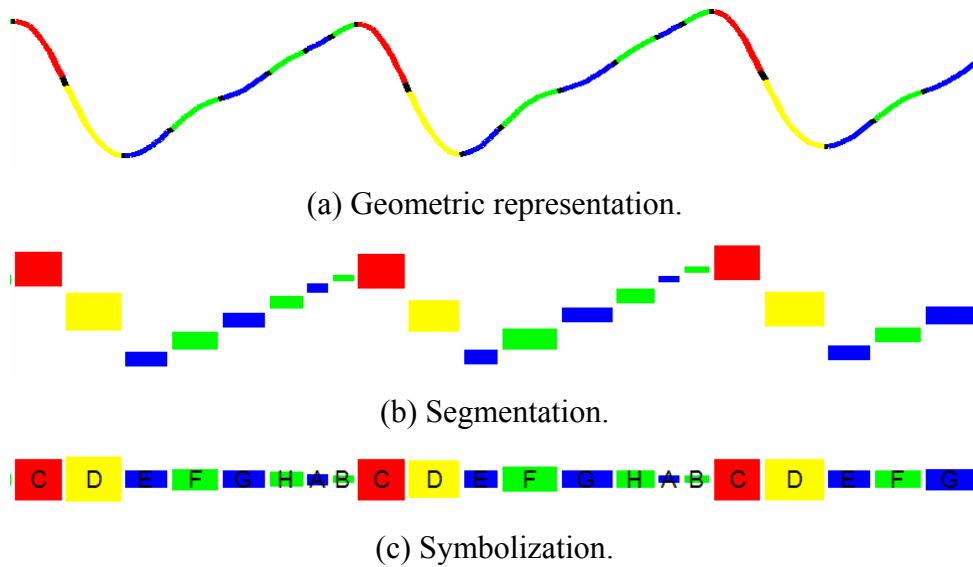 (a) Geometric representation.
(b) Segmentation.
C D E F G H A B C D E F G H A B C D E F G
(c) Symbolization.